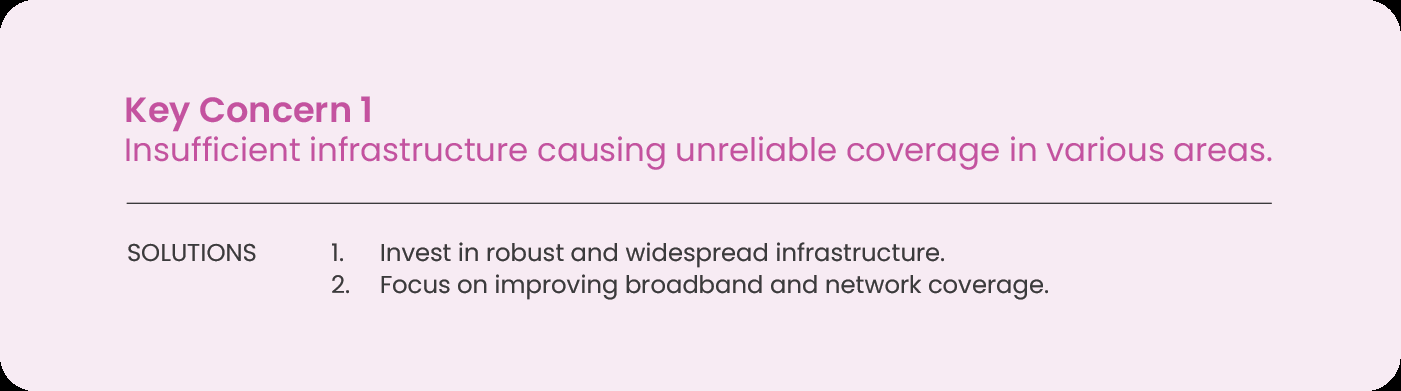 Key Concern 1
Insufficient infrastructure causing unreliable coverage in various areas.
SOLUTIONS 1. Invest in robust and widespread infrastructure.
2. Focus on improving broadband and network coverage.